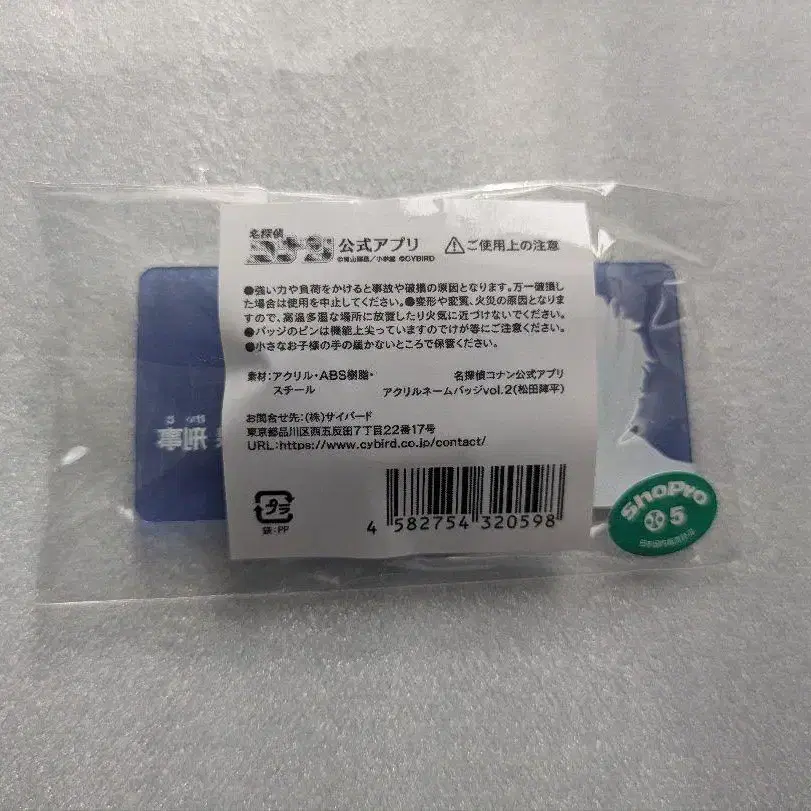 名探偵
コナン 公式アプリ ⚠ご使用上の注意
©青山剛昌/小学館 ©CYBIRD
●強い力や負荷をかけると事故や破損の原因となります。万一破損し
た場合は使用を中止してください。●変形や変質、火災の原因となりま
すので、高温多湿な場所に放置したり火気に近づけないでください。
●バッジのピンは機能上尖っていますのでけが等にご注意ください。
●小さなお子様の手の届かないところで保管ください。
素材:アクリル・ABS樹脂・
スチール
名探偵コナン公式アプリ
アクリルネームバッジvol.2(松田陣平)
お問合せ先:(株)サイバード
東京都品川区西五反田7丁目22番17号
URL:https://www.cybird.co.jp/contact/
プラ
袋:PP
4 582754 320598
ShoPro
5
刑事